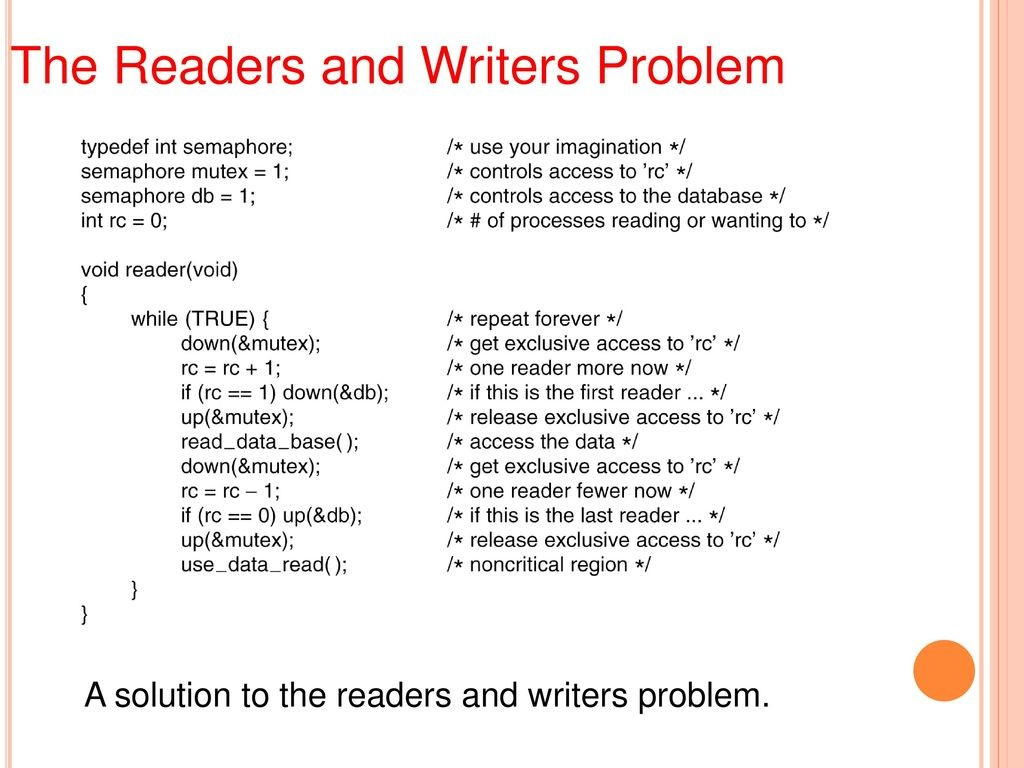 The Readers and Writers Problem
typedef int semaphore; /* use your imagination */
semaphore mutex = 1; /* controls access to ’rc’ */
semaphore db = 1; /* controls access to the database */
int rc = 0; /* # of processes reading or wanting to */
void reader(void)
{
while (TRUE) { /* repeat forever */
down(&mutex); /* get exclusive access to ’rc’ */
rc = rc + 1; /* one reader more now */
if (rc == 1) down(&db); /* if this is the first reader ... */
up(&mutex); /* release exclusive access to ’rc’ */
read_data_base( ); /* access the data */
down(&mutex); /* get exclusive access to ’rc’ */
rc = rc − 1; /* one reader fewer now */
if (rc == 0) up(&db); /* if this is the last reader ... */
up(&mutex); /* release exclusive access to ’rc’ */
use_data_read( ); /* noncritical region */
}
}
A solution to the readers and writers problem.